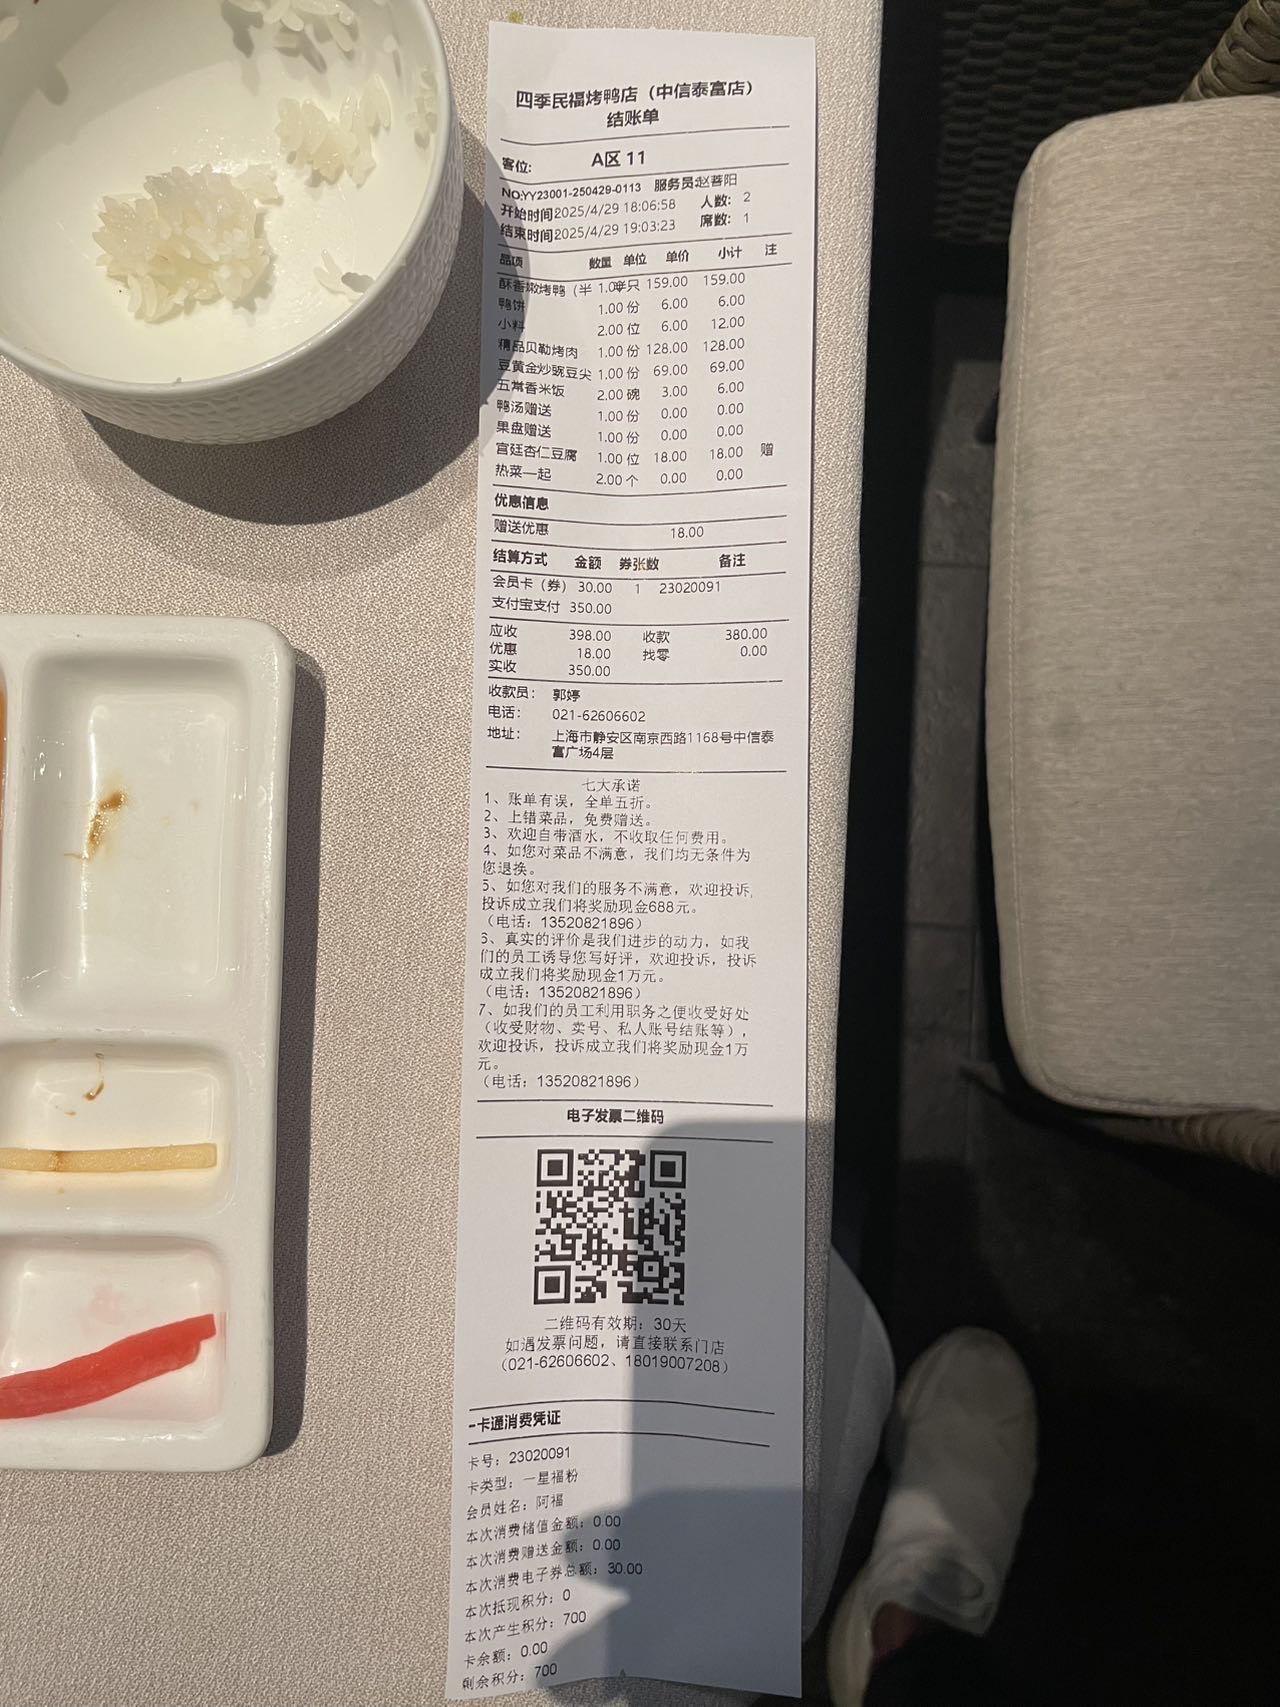 四季民福烤鸭店（中信泰富店）
结账单
客位: A区 11
NO:YY23001-250429-0113 服务员:赵萻阳
开始时间2025/4/29 18:06:58 人数: 2
结束时间2025/4/29 19:03:23 席数: 1
品项 数量 单位 单价 小计 注
酥香嫩烤鸭（半 1.00 半只 159.00 159.00
鸭饼 1.00 份 6.00 6.00
小料 2.00 位 6.00 12.00
精品贝勒烤肉 1.00 份 128.00 128.00
豆黄金炒豌豆尖 1.00 份 69.00 69.00
五常香米饭 2.00 碗 3.00 6.00
鸭汤赠送 1.00 份 0.00 0.00
果盘赠送 1.00 份 0.00 0.00
宫廷杏仁豆腐 1.00 位 18.00 18.00 赠
热菜一起 2.00 个 0.00 0.00
优惠信息
赠送优惠 18.00
结算方式 金额 券张数 备注
会员卡（券） 30.00 1 23020091
支付宝支付 350.00
应收 398.00 收款 380.00
优惠 18.00 找零 0.00
实收 350.00
收款员: 郭婷
电话: 021-62606602
地址: 上海市静安区南京西路1168号中信泰
富广场4层
七大承诺
1、账单有误，全单五折。
2、上错菜品，免费赠送。
3、欢迎自带酒水，不收取任何费用。
4、如您对菜品不满意，我们均无条件为
您退换。
5、如您对我们的服务不满意，欢迎投诉，
投诉成立我们将奖励现金688元。
（电话：13520821896）
6、真实的评价是我们进步的动力，如我
们的员工诱导您写好评，欢迎投诉，投诉
成立我们将奖励现金1万元。
（电话：13520821896）
7、如我们的员工利用职务之便收受好处
（收受财物、卖号、私人账号结账等），
欢迎投诉，投诉成立我们将奖励现金1万
元。
（电话：13520821896）
电子发票二维码
二维码有效期：30天
如遇发票问题，请直接联系门店
（021-62606602、18019007208）
-卡通消费凭证
卡号：23020091
卡类型：一星福粉
会员姓名：阿福
本次消费储值金额：0.00
本次消费赠送金额：0.00
本次消费电子券总额：30.00
本次抵现积分：0
本次产生积分：700
卡余额：0.00
剩余积分：700